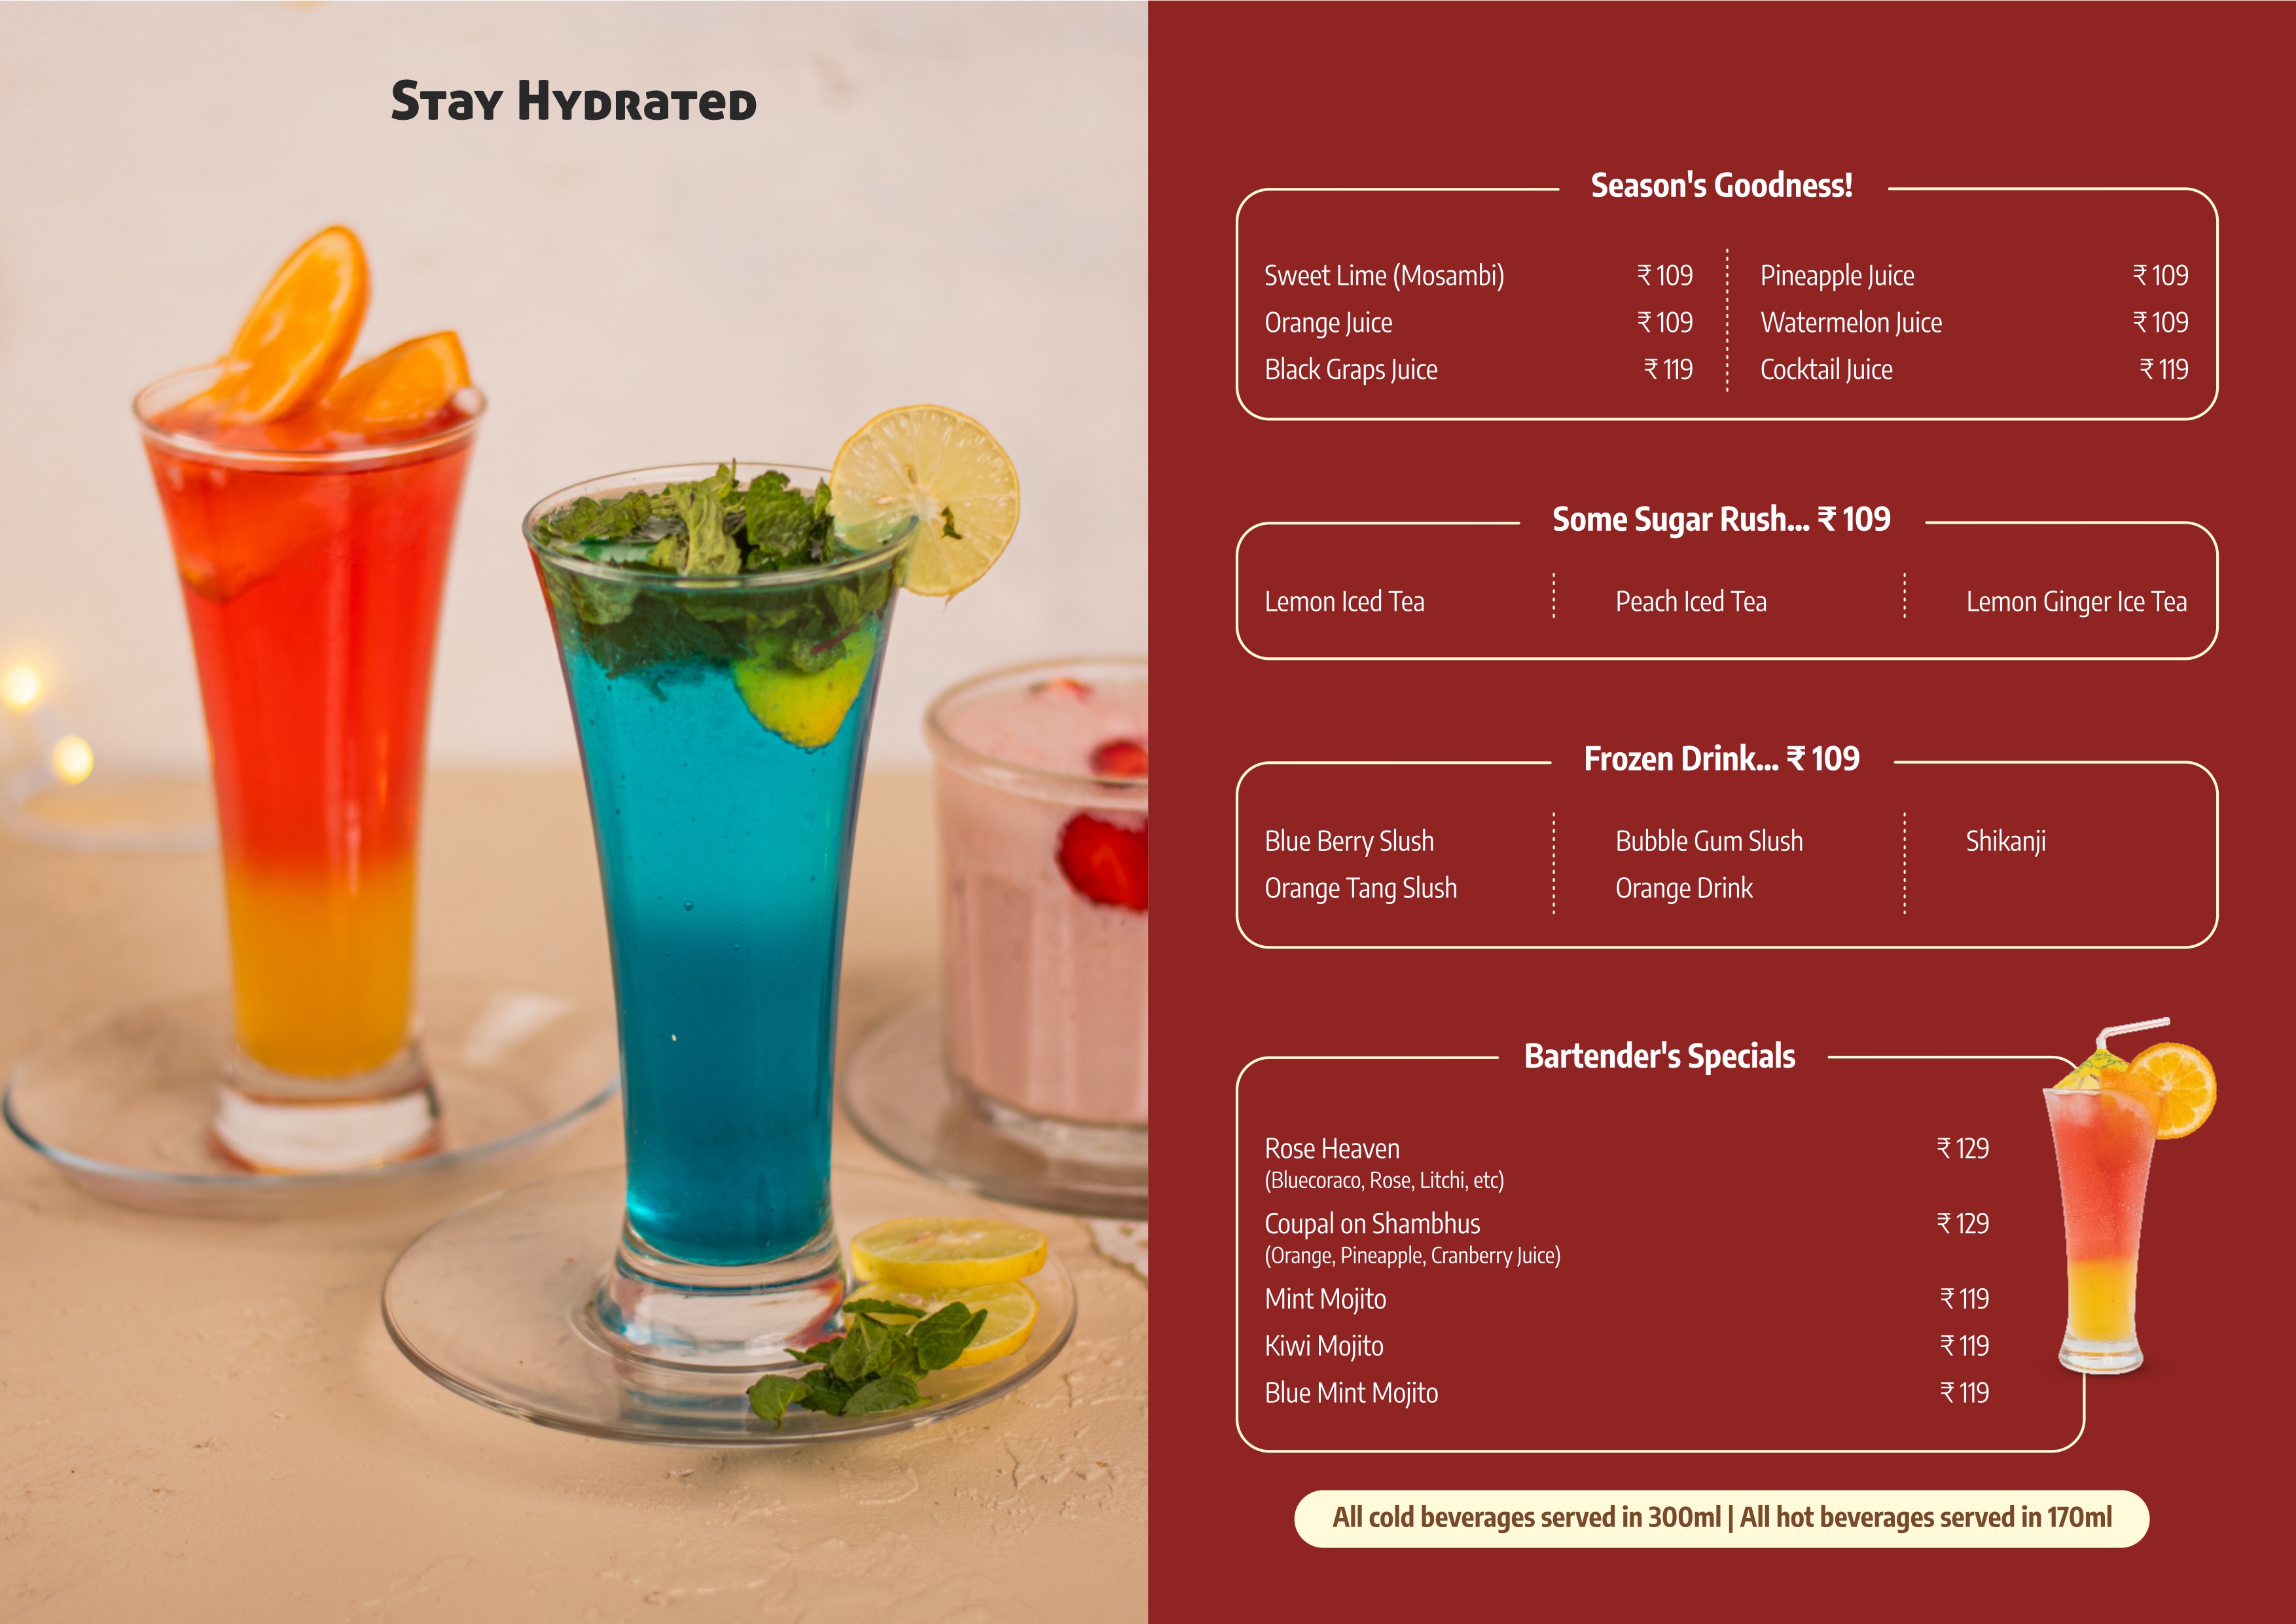 Stay Hydrated
Season's Goodness!
Sweet Lime (Mosambi) ₹ 109
Orange Juice ₹ 109
Black Graps Juice ₹ 119
Pineapple Juice ₹ 109
Watermelon Juice ₹ 109
Cocktail Juice ₹ 119
Some Sugar Rush... ₹ 109
Lemon Iced Tea
Peach Iced Tea
Lemon Ginger Ice Tea
Frozen Drink... ₹ 109
Blue Berry Slush
Orange Tang Slush
Bubble Gum Slush
Orange Drink
Shikanji
Bartender's Specials
Rose Heaven ₹ 129
(Bluecoraco, Rose, Litchi, etc)
Coupal on Shambhus ₹ 129
(Orange, Pineapple, Cranberry Juice)
Mint Mojito ₹ 119
Kiwi Mojito ₹ 119
Blue Mint Mojito ₹ 119
All cold beverages served in 300ml | All hot beverages served in 170ml